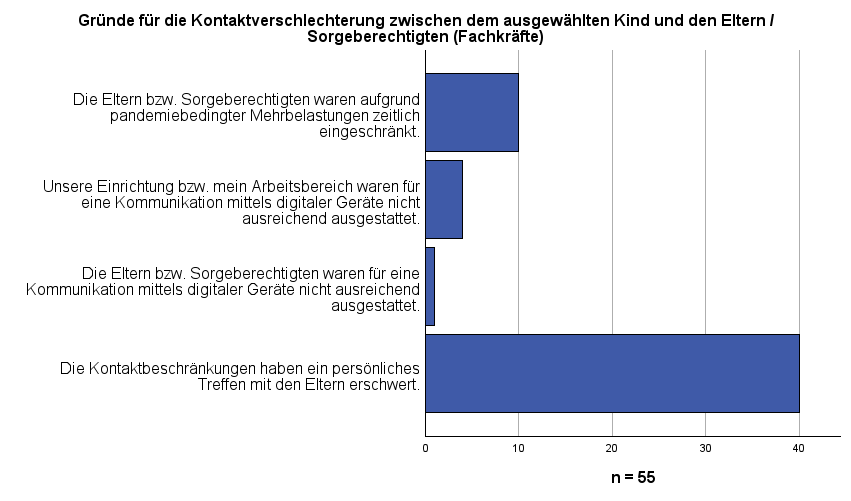 Gründe für die Kontaktverschlechterung zwischen dem ausgewählten Kind und den Eltern /
Sorgeberechtigten (Fachkräfte)
Die Eltern bzw. Sorgeberechtigten waren aufgrund
pandemiebedingter Mehrbelastungen zeitlich
eingeschränkt.
Unsere Einrichtung bzw. mein Arbeitsbereich waren für
eine Kommunikation mittels digitaler Geräte nicht
ausreichend ausgestattet.
Die Eltern bzw. Sorgeberechtigten waren für eine
Kommunikation mittels digitaler Geräte nicht ausreichend
ausgestattet.
Die Kontaktbeschränkungen haben ein persönliches
Treffen mit den Eltern erschwert.
0 10 20 30 40
n = 55